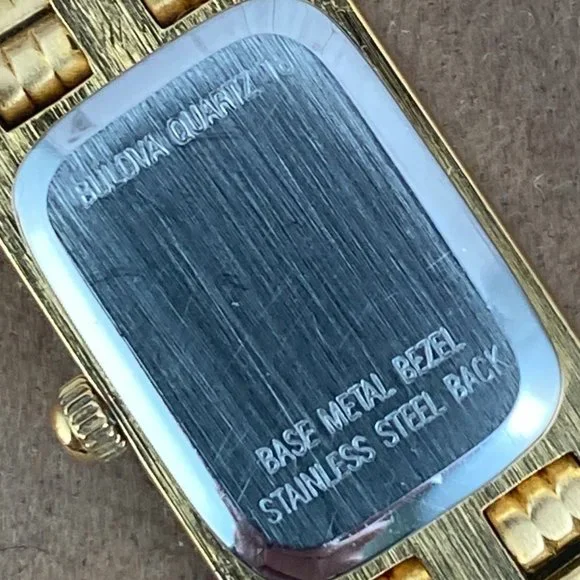 BULOVA QUARTZ
BASE METAL BEZEL
STAINLESS STEEL BACK